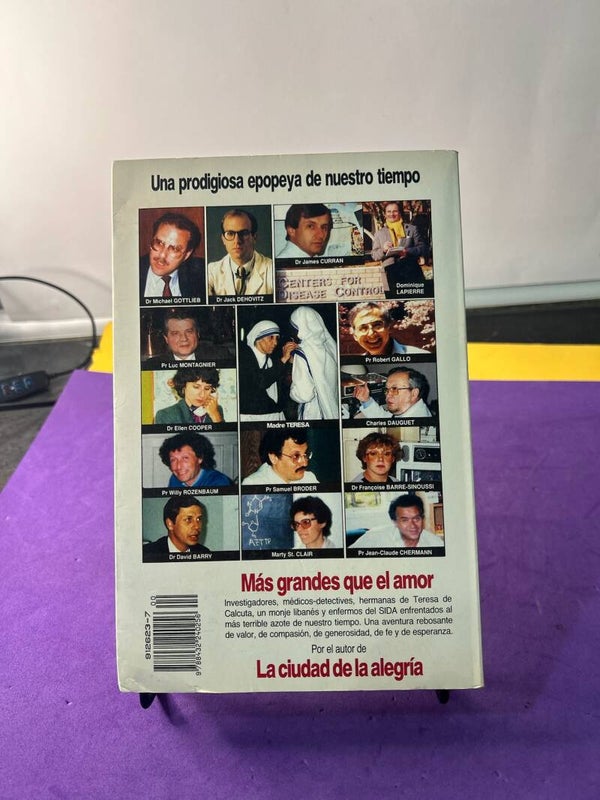 Una prodigiosa epopeya de nuestro tiempo
Dr Michael GOTTLIEB
Dr Jack DEHOVITZ
Dr James CURRAN
CENTERS FOR
DISEASE CONTROL
Dominique
LAPIERRE
Pr Luc MONTAGNIER
Madre TERESA
Pr Robert GALLO
Dr Ellen COOPER
Charles DAUGUET
Pr Willy ROZENBAUM
Pr Samuel BRODER
Dr Françoise BARRE-SINOUSSI
Dr David BARRY
Marty St. CLAIR
Pr Jean-Claude CHERMANN
Más grandes que el amor
Investigadores, médicos-detectives, hermanas de Teresa de
Calcuta, un monje libanés y enfermos del SIDA enfrentados al
más terrible azote de nuestro tiempo. Una aventura rebosante
de valor, de compasión, de generosidad, de fe y de esperanza.
Por el autor de
La ciudad de la alegría
912623-7
00
9788432240256